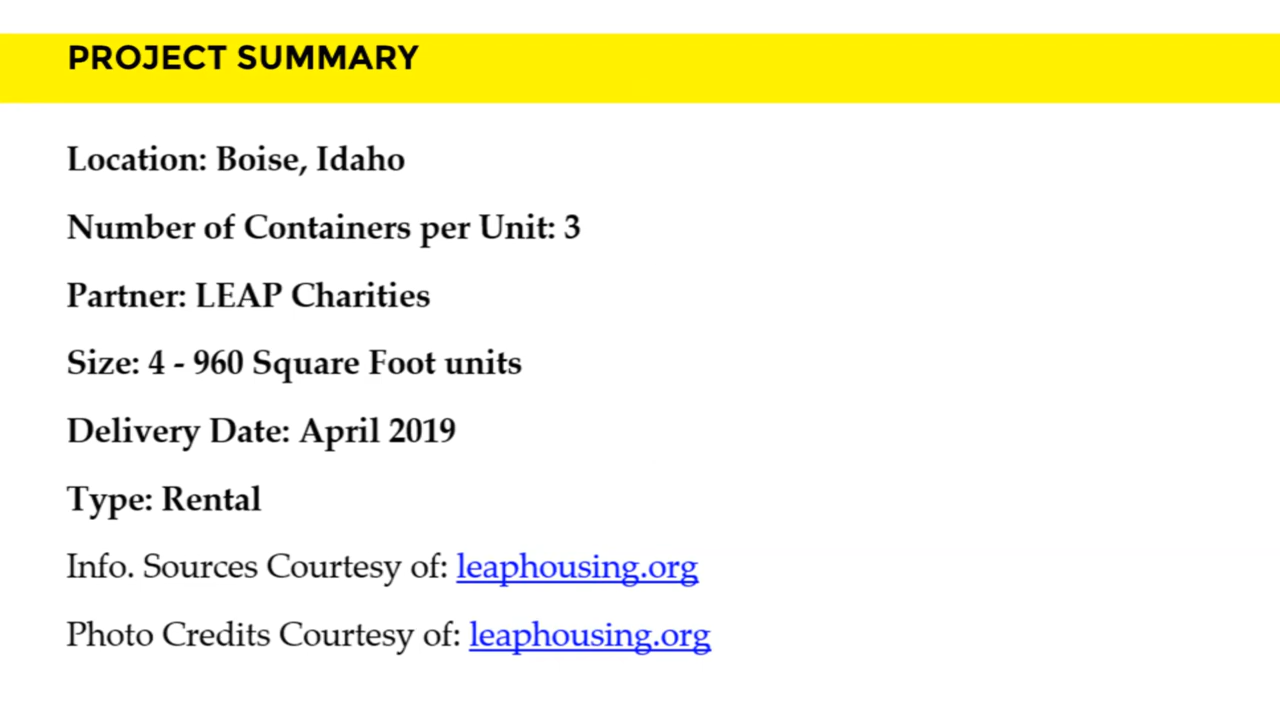 PROJECT SUMMARY
Location: Boise, Idaho
Number of Containers per Unit: 3
Partner: LEAP Charities
Size: 4 - 960 Square Foot units
Delivery Date: April 2019
Type: Rental
Info. Sources Courtesy of: leaphousing.org
Photo Credits Courtesy of: leaphousing.org